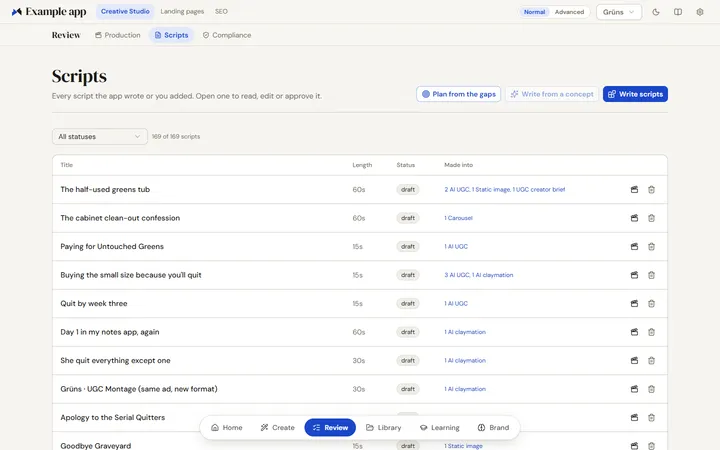 Example app Creative Studio Landing pages SEO Normal Advanced Grüns
Review Production Scripts Compliance
Scripts
Every script the app wrote or you added. Open one to read, edit or approve it.
Plan from the gaps Write from a concept Write scripts
All statuses 169 of 169 scripts
Title Length Status Made into
The half-used greens tub 60s draft 2 AI UGC, 1 Static image, 1 UGC creator brief
The cabinet clean-out confession 60s draft 1 Carousel
Paying for Untouched Greens 15s draft 1 AI UGC
Buying the small size because you'll quit 15s draft 3 AI UGC, 1 AI claymation
Quit by week three 15s draft 1 AI UGC
Day 1 in my notes app, again 60s draft 1 AI claymation
She quit everything except one 30s draft 1 AI claymation
Grüns · UGC Montage (same ad, new format) 30s draft 1 AI claymation
Apology to the Serial Quitters
Home Create Review Library Learning Brand
Goodbye Graveyard 15s 1 Static image